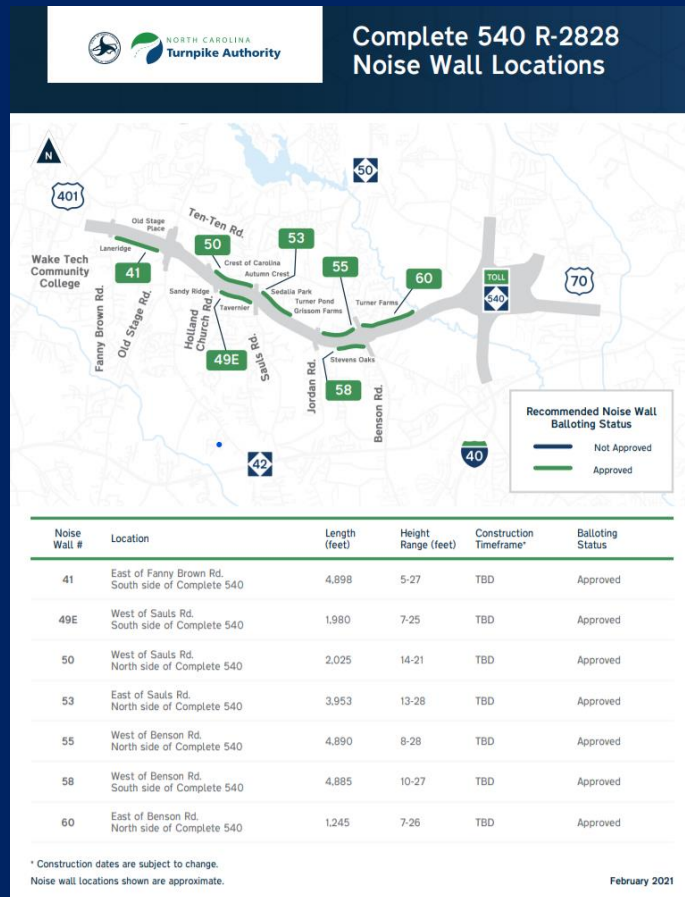 NORTH CAROLINA
Turnpike Authority
Complete 540 R-2828
Noise Wall Locations
N
50
401
Old Stage
Place
Ten-Ten Rd.
53
50
Crest of Carolina
Laneridge
Autumn Crest
55
60
TOLL
540
70
Wake Tech
Community
College
41
Sandy Ridge
Sedalia Park
Turner Pond
Turner Farms
Grissom Farms
Tavernier
Fanny Brown Rd.
Old Stage Rd.
Holland
Church Rd.
49E
Sauls Rd.
Jordan Rd.
Stevens Oaks
58
Benson Rd.
42
40
Recommended Noise Wall
Balloting Status
Not Approved
Approved
Noise Wall # Location Length (feet) Height Range (feet) Construction Timeframe* Balloting Status
41 East of Fanny Brown Rd. 4,898 5-27 TBD Approved
South side of Complete 540
49E West of Sauls Rd. 1,980 7-25 TBD Approved
South side of Complete 540
50 West of Sauls Rd. 2,025 14-21 TBD Approved
North side of Complete 540
53 East of Sauls Rd. 3,953 13-28 TBD Approved
North side of Complete 540
55 West of Benson Rd. 4,890 8-28 TBD Approved
North side of Complete 540
58 West of Benson Rd. 4,885 10-27 TBD Approved
South side of Complete 540
60 East of Benson Rd. 1,245 7-26 TBD Approved
North side of Complete 540
* Construction dates are subject to change.
Noise wall locations shown are approximate. February 2021